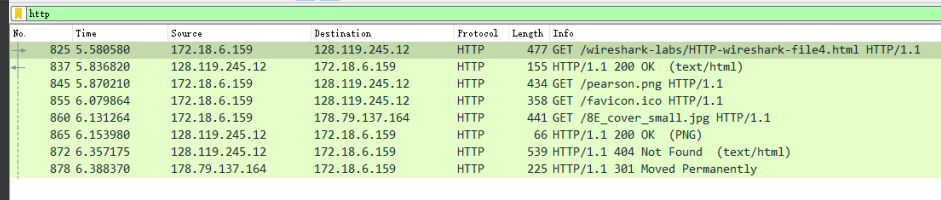 http
No. Time Source Destination Protocol Length Info
825 5.580580 172.18.6.159 128.119.245.12 HTTP 477 GET /wireshark-labs/HTTP-wireshark-file4.html HTTP/1.1
837 5.836820 128.119.245.12 172.18.6.159 HTTP 155 HTTP/1.1 200 OK (text/html)
845 5.870210 172.18.6.159 128.119.245.12 HTTP 434 GET /pearson.png HTTP/1.1
855 6.079864 172.18.6.159 128.119.245.12 HTTP 358 GET /favicon.ico HTTP/1.1
860 6.131264 172.18.6.159 178.79.137.164 HTTP 441 GET /8E_cover_small.jpg HTTP/1.1
865 6.153980 128.119.245.12 172.18.6.159 HTTP 66 HTTP/1.1 200 OK (PNG)
872 6.357175 128.119.245.12 172.18.6.159 HTTP 539 HTTP/1.1 404 Not Found (text/html)
878 6.388370 178.79.137.164 172.18.6.159 HTTP 225 HTTP/1.1 301 Moved Permanently